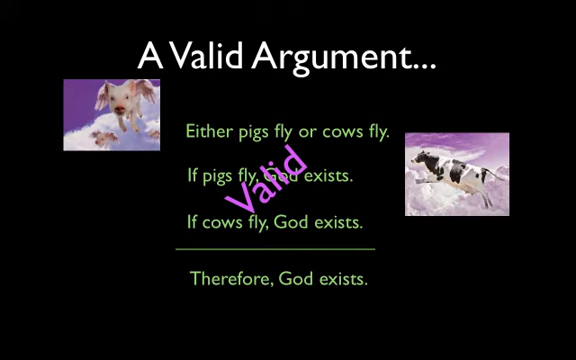 A Valid Argument...
Either pigs fly or cows fly.
If pigs fly, God exists.
Valid
If cows fly, God exists.
Therefore, God exists.